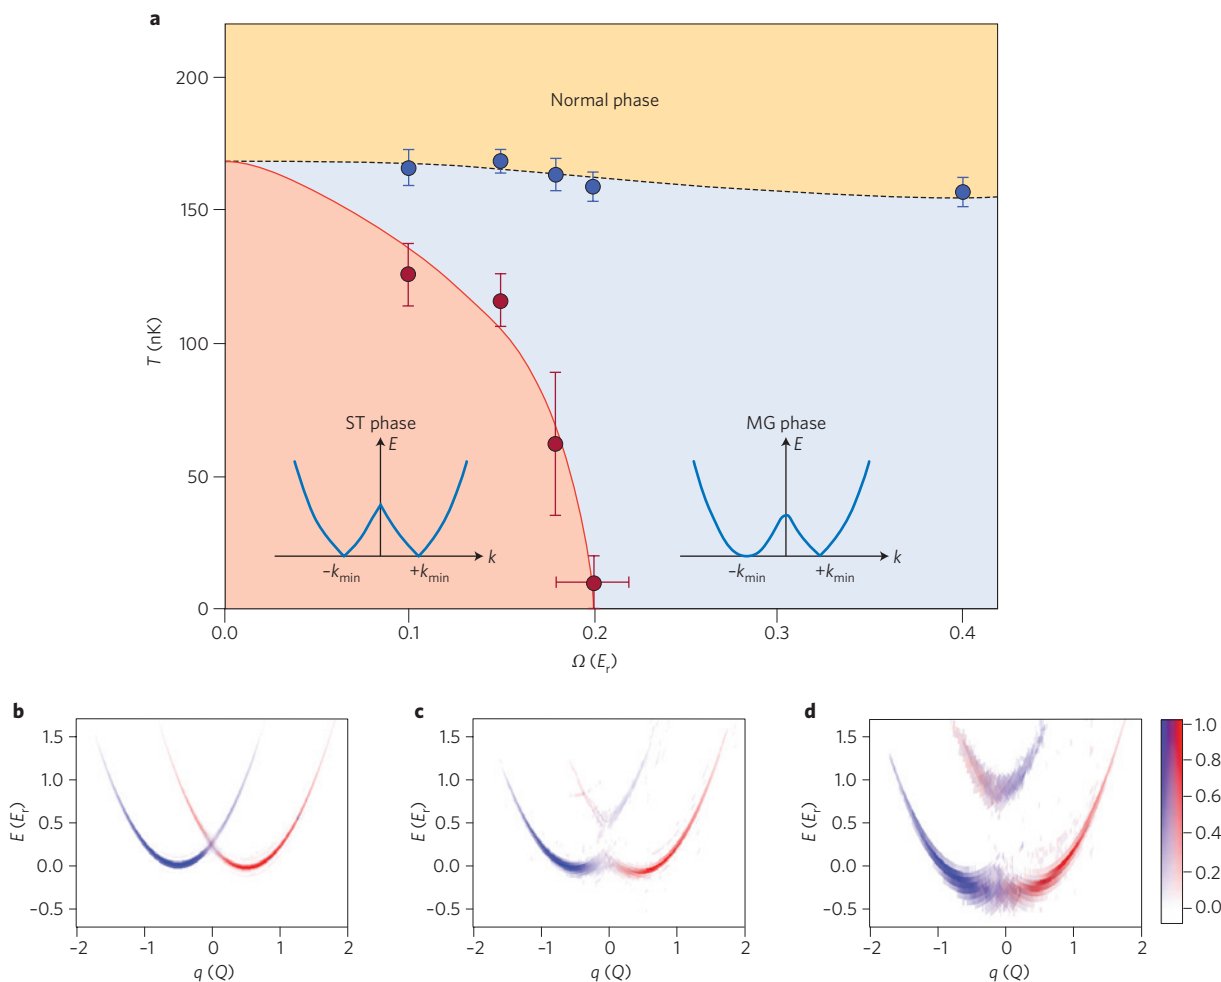 a
200
150
100
50
0
T (nK)
Normal phase
ST phase
E
k
–kmin
+kmin
MG phase
E
k
–kmin
+kmin
0.0 0.1 0.2 0.3 0.4
Ω (Er)
b
1.5
1.0
0.5
0.0
–0.5
E (Er)
–2 –1 0 1 2
q (Q)
c
1.5
1.0
0.5
0.0
–0.5
E (Er)
–2 –1 0 1 2
q (Q)
d
1.5
1.0
0.5
0.0
–0.5
E (Er)
–2 –1 0 1 2
q (Q)
1.0
0.8
0.6
0.4
0.2
0.0